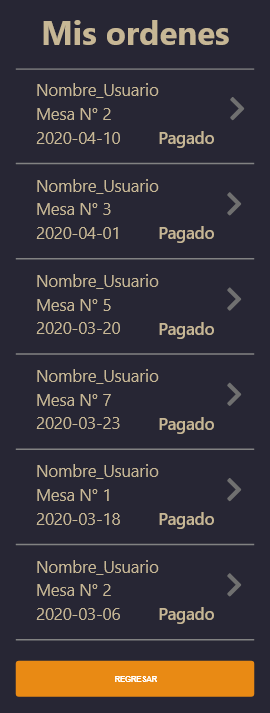 Mis ordenes
Nombre_Usuario
Mesa N° 2
2020-04-10 Pagado
Nombre_Usuario
Mesa N° 3
2020-04-01 Pagado
Nombre_Usuario
Mesa N° 5
2020-03-20 Pagado
Nombre_Usuario
Mesa N° 7
2020-03-23 Pagado
Nombre_Usuario
Mesa N° 1
2020-03-18 Pagado
Nombre_Usuario
Mesa N° 2
2020-03-06 Pagado
REGRESAR